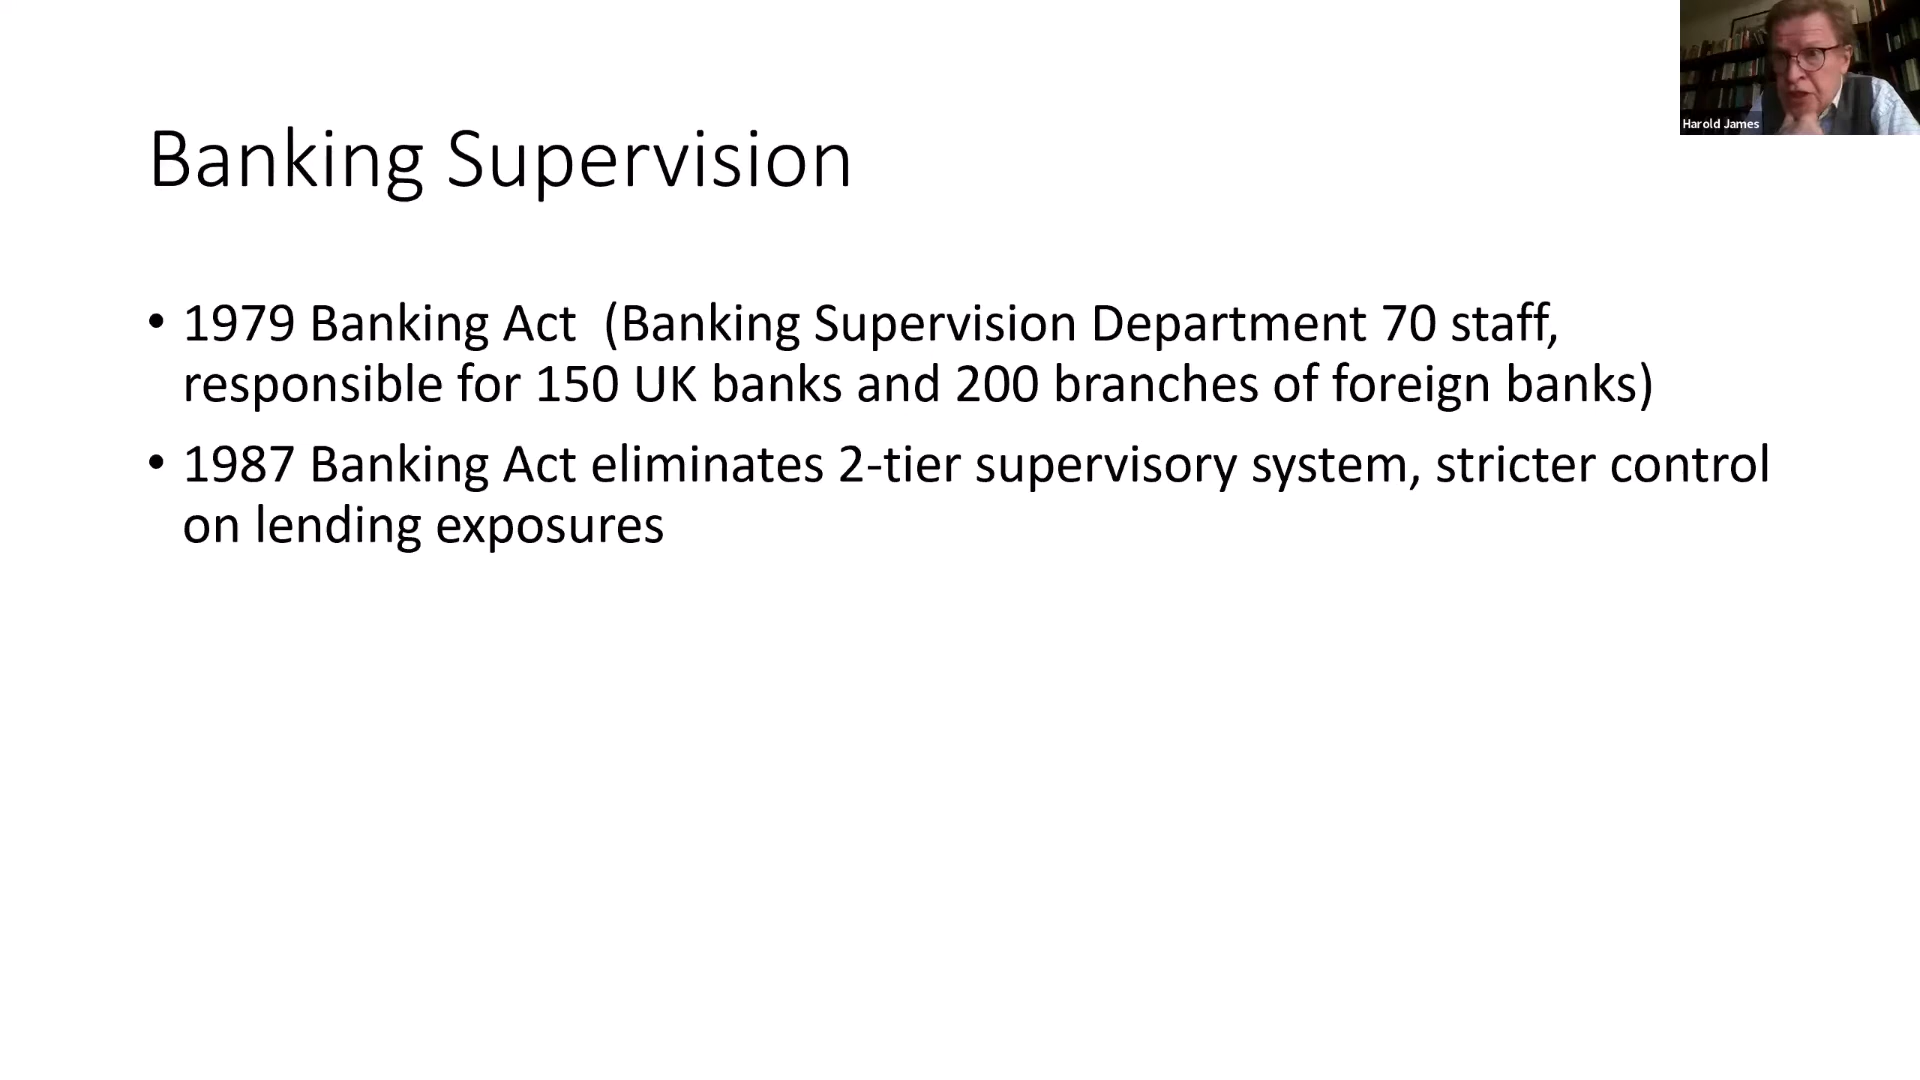 Harold James
Banking Supervision
• 1979 Banking Act  (Banking Supervision Department 70 staff,
responsible for 150 UK banks and 200 branches of foreign banks)
• 1987 Banking Act eliminates 2-tier supervisory system, stricter control
on lending exposures